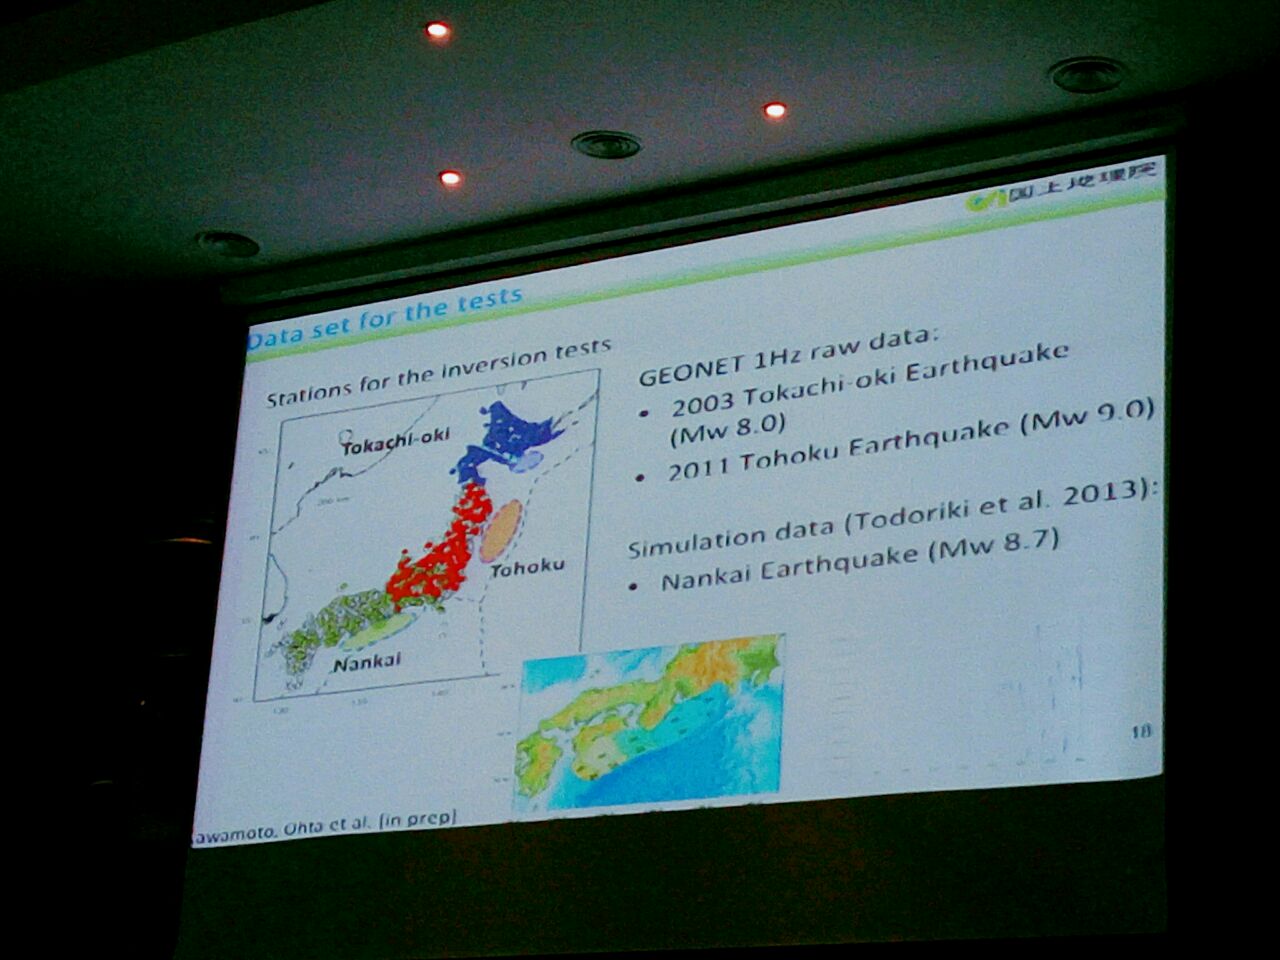 国土地理院
Data set for the tests
Stations for the inversion tests
Tokachi-oki
Tohoku
Nankai
GEONET 1Hz raw data:
• 2003 Tokachi-oki Earthquake
(Mw 8.0)
• 2011 Tohoku Earthquake (Mw 9.0)
Simulation data (Todoriki et al. 2013):
• Nankai Earthquake (Mw 8.7)
18
awamoto, Ohta et al. [in prep]